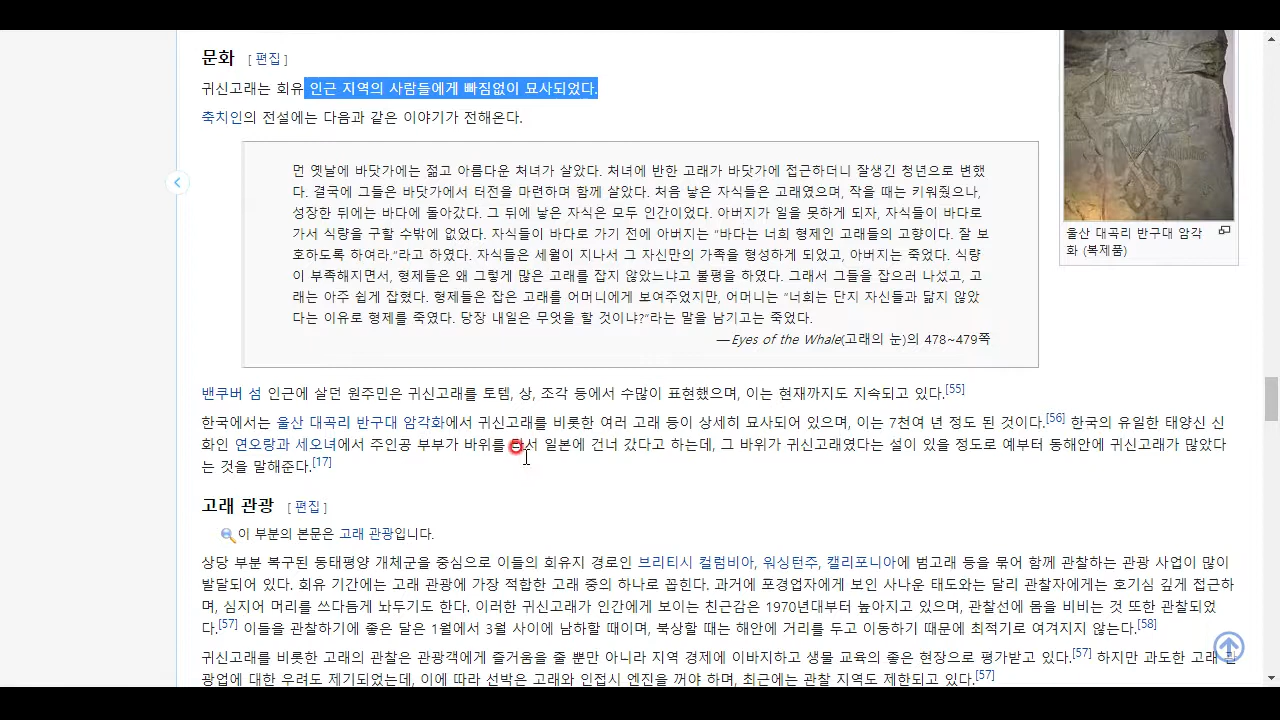 문화 [편집]
귀신고래는 회유 인근 지역의 사람들에게 빠짐없이 묘사되었다.
축치인의 전설에는 다음과 같은 이야기가 전해온다.
먼 옛날에 바닷가에는 젊고 아름다운 처녀가 살았다. 처녀에 반한 고래가 바닷가에 접근하더니 잘생긴 청년으로 변했
다. 결국에 그들은 바닷가에서 터전을 마련하며 함께 살았다. 처음 낳은 자식들은 고래였으며, 작을 때는 키워줬으나,
성장한 뒤에는 바다에 돌아갔다. 그 뒤에 낳은 자식은 모두 인간이었다. 아버지가 일을 못하게 되자, 자식들이 바다로
가서 식량을 구할 수밖에 없었다. 자식들이 바다로 가기 전에 아버지는 "바다는 너희 형제인 고래들의 고향이다. 잘 보
호하도록 하여라."라고 하였다. 자식들은 세월이 지나서 그 자신만의 가족을 형성하게 되었고, 아버지는 죽었다. 식량
이 부족해지면서, 형제들은 왜 그렇게 많은 고래를 잡지 않았느냐고 불평을 하였다. 그래서 그들을 잡으러 나섰고, 고
래는 아주 쉽게 잡혔다. 형제들은 잡은 고래를 어머니에게 보여주었지만, 어머니는 "너희는 단지 자신들과 닮지 않았
다는 이유로 형제를 죽였다. 당장 내일은 무엇을 할 것이냐?"라는 말을 남기고는 죽었다.
—Eyes of the Whale(고래의 눈)의 478~479쪽
울산 대곡리 반구대 암각
화 (복제품)
밴쿠버 섬 인근에 살던 원주민은 귀신고래를 토템, 상, 조각 등에서 수많이 표현했으며, 이는 현재까지도 지속되고 있다.[55]
한국에서는 울산 대곡리 반구대 암각화에서 귀신고래를 비롯한 여러 고래 등이 상세히 묘사되어 있으며, 이는 7천여 년 정도 된 것이다.[56] 한국의 유일한 태양신 신
화인 연오랑과 세오녀에서 주인공 부부가 바위를 타서 일본에 건너 갔다고 하는데, 그 바위가 귀신고래였다는 설이 있을 정도로 예부터 동해안에 귀신고래가 많았다
는 것을 말해준다.[17]
고래 관광 [편집]
이 부분의 본문은 고래 관광입니다.
상당 부분 복구된 동태평양 개체군을 중심으로 이들의 회유지 경로인 브리티시 컬럼비아, 워싱턴주, 캘리포니아에 범고래 등을 묶어 함께 관찰하는 관광 사업이 많이
발달되어 있다. 회유 기간에는 고래 관광에 가장 적합한 고래 중의 하나로 꼽힌다. 과거에 포경업자에게 보인 사나운 태도와는 달리 관찰자에게는 호기심 깊게 접근하
며, 심지어 머리를 쓰다듬게 놔두기도 한다. 이러한 귀신고래가 인간에게 보이는 친근감은 1970년대부터 높아지고 있으며, 관찰선에 몸을 비비는 것 또한 관찰되었
다.[57] 이들을 관찰하기에 좋은 달은 1월에서 3월 사이에 남하할 때이며, 북상할 때는 해안에 거리를 두고 이동하기 때문에 최적기로 여겨지지 않는다.[58]
귀신고래를 비롯한 고래의 관찰은 관광객에게 즐거움을 줄 뿐만 아니라 지역 경제에 이바지하고 생물 교육의 좋은 현장으로 평가받고 있다.[57] 하지만 과도한 고래 관
광업에 대한 우려도 제기되었는데, 이에 따라 선박은 고래와 인접시 엔진을 꺼야 하며, 최근에는 관찰 지역도 제한되고 있다.[57]